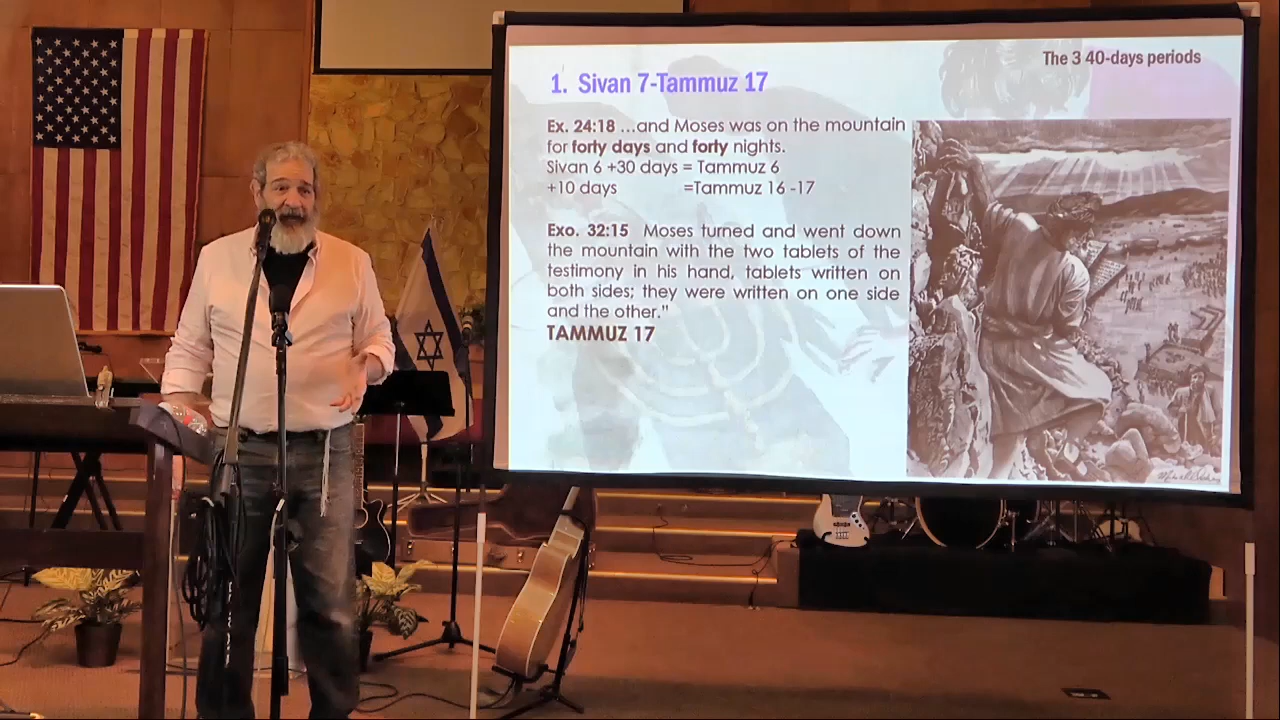 The 3 40-days periods
1. Sivan 7-Tammuz 17
Ex. 24:18 ...and Moses was on the mountain
for forty days and forty nights.
Sivan 6 +30 days = Tammuz 6
+10 days =Tammuz 16 -17
Exo. 32:15 Moses turned and went down
the mountain with the two tablets of the
testimony in his hand, tablets written on
both sides; they were written on one side
and the other."
TAMMUZ 17